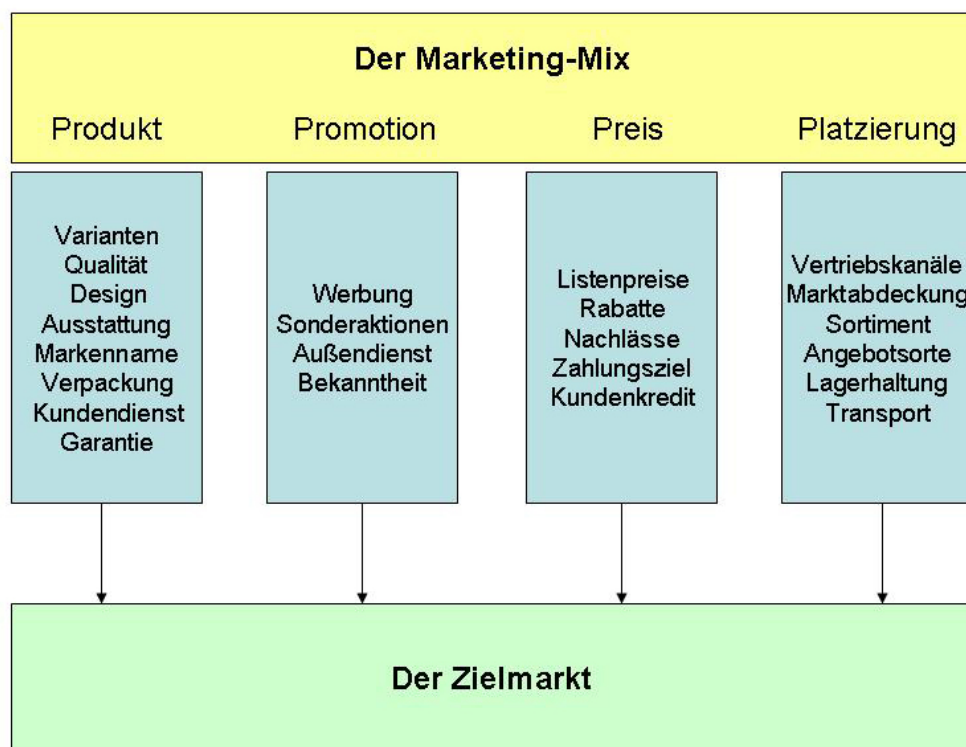 Der Marketing-Mix
Produkt Promotion Preis Platzierung
Varianten
Qualität
Design
Ausstattung
Markenname
Verpackung
Kundendienst
Garantie
Werbung
Sonderaktionen
Außendienst
Bekanntheit
Listenpreise
Rabatte
Nachlässe
Zahlungsziel
Kundenkredit
Vertriebskanäle
Marktabdeckung
Sortiment
Angebotsorte
Lagerhaltung
Transport
Der Zielmarkt